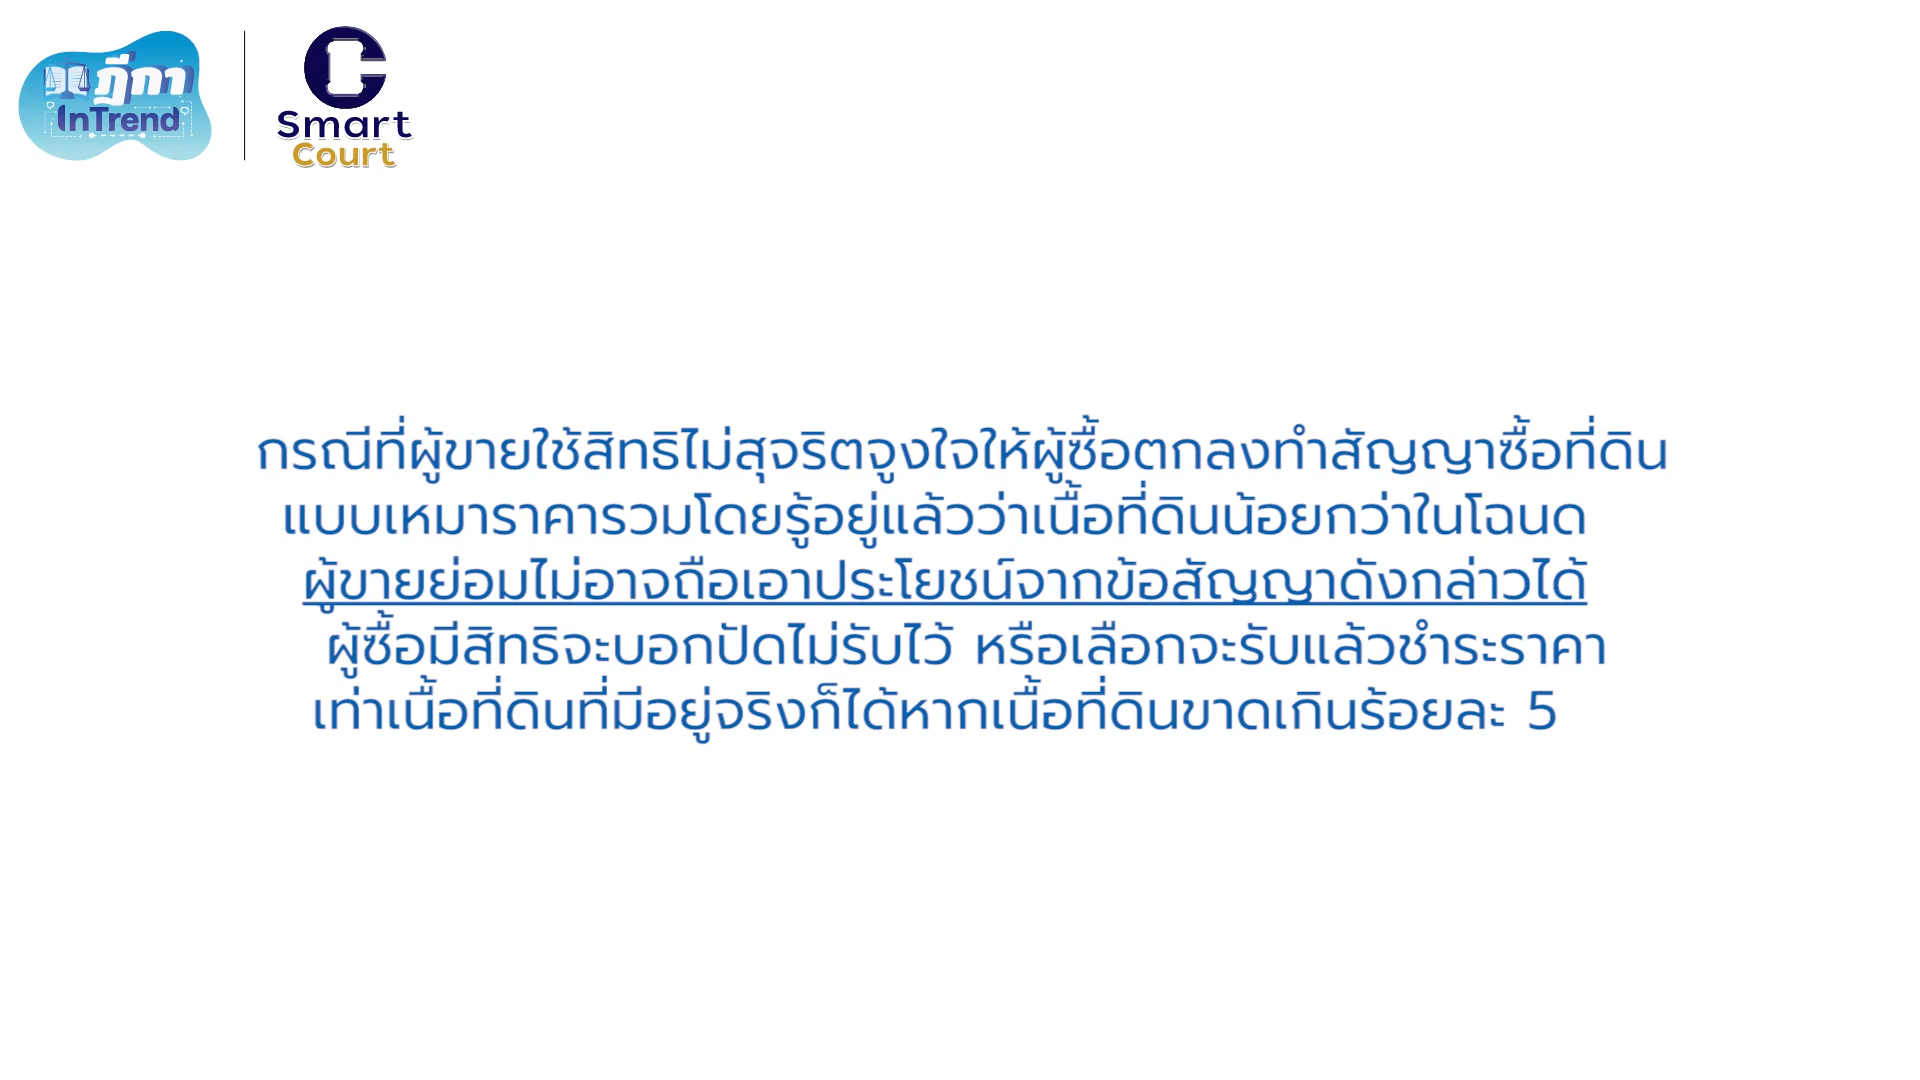 ฎีกา
InTrend
Smart
Court
กรณีที่ผู้ขายใช้สิทธิไม่สุจริตจูงใจให้ผู้ซื้อตกลงทำสัญญาซื้อที่ดิน
แบบเหมาราคารวมโดยรู้อยู่แล้วว่าเนื้อที่ดินน้อยกว่าในโฉนด
ผู้ขายย่อมไม่อาจถือเอาประโยชน์จากข้อสัญญาดังกล่าวได้
ผู้ซื้อมีสิทธิจะบอกปัดไม่รับไว้ หรือเลือกจะรับแล้วชำระราคา
เท่าเนื้อที่ดินที่มีอยู่จริงก็ได้หากเนื้อที่ดินขาดเกินร้อยละ 5